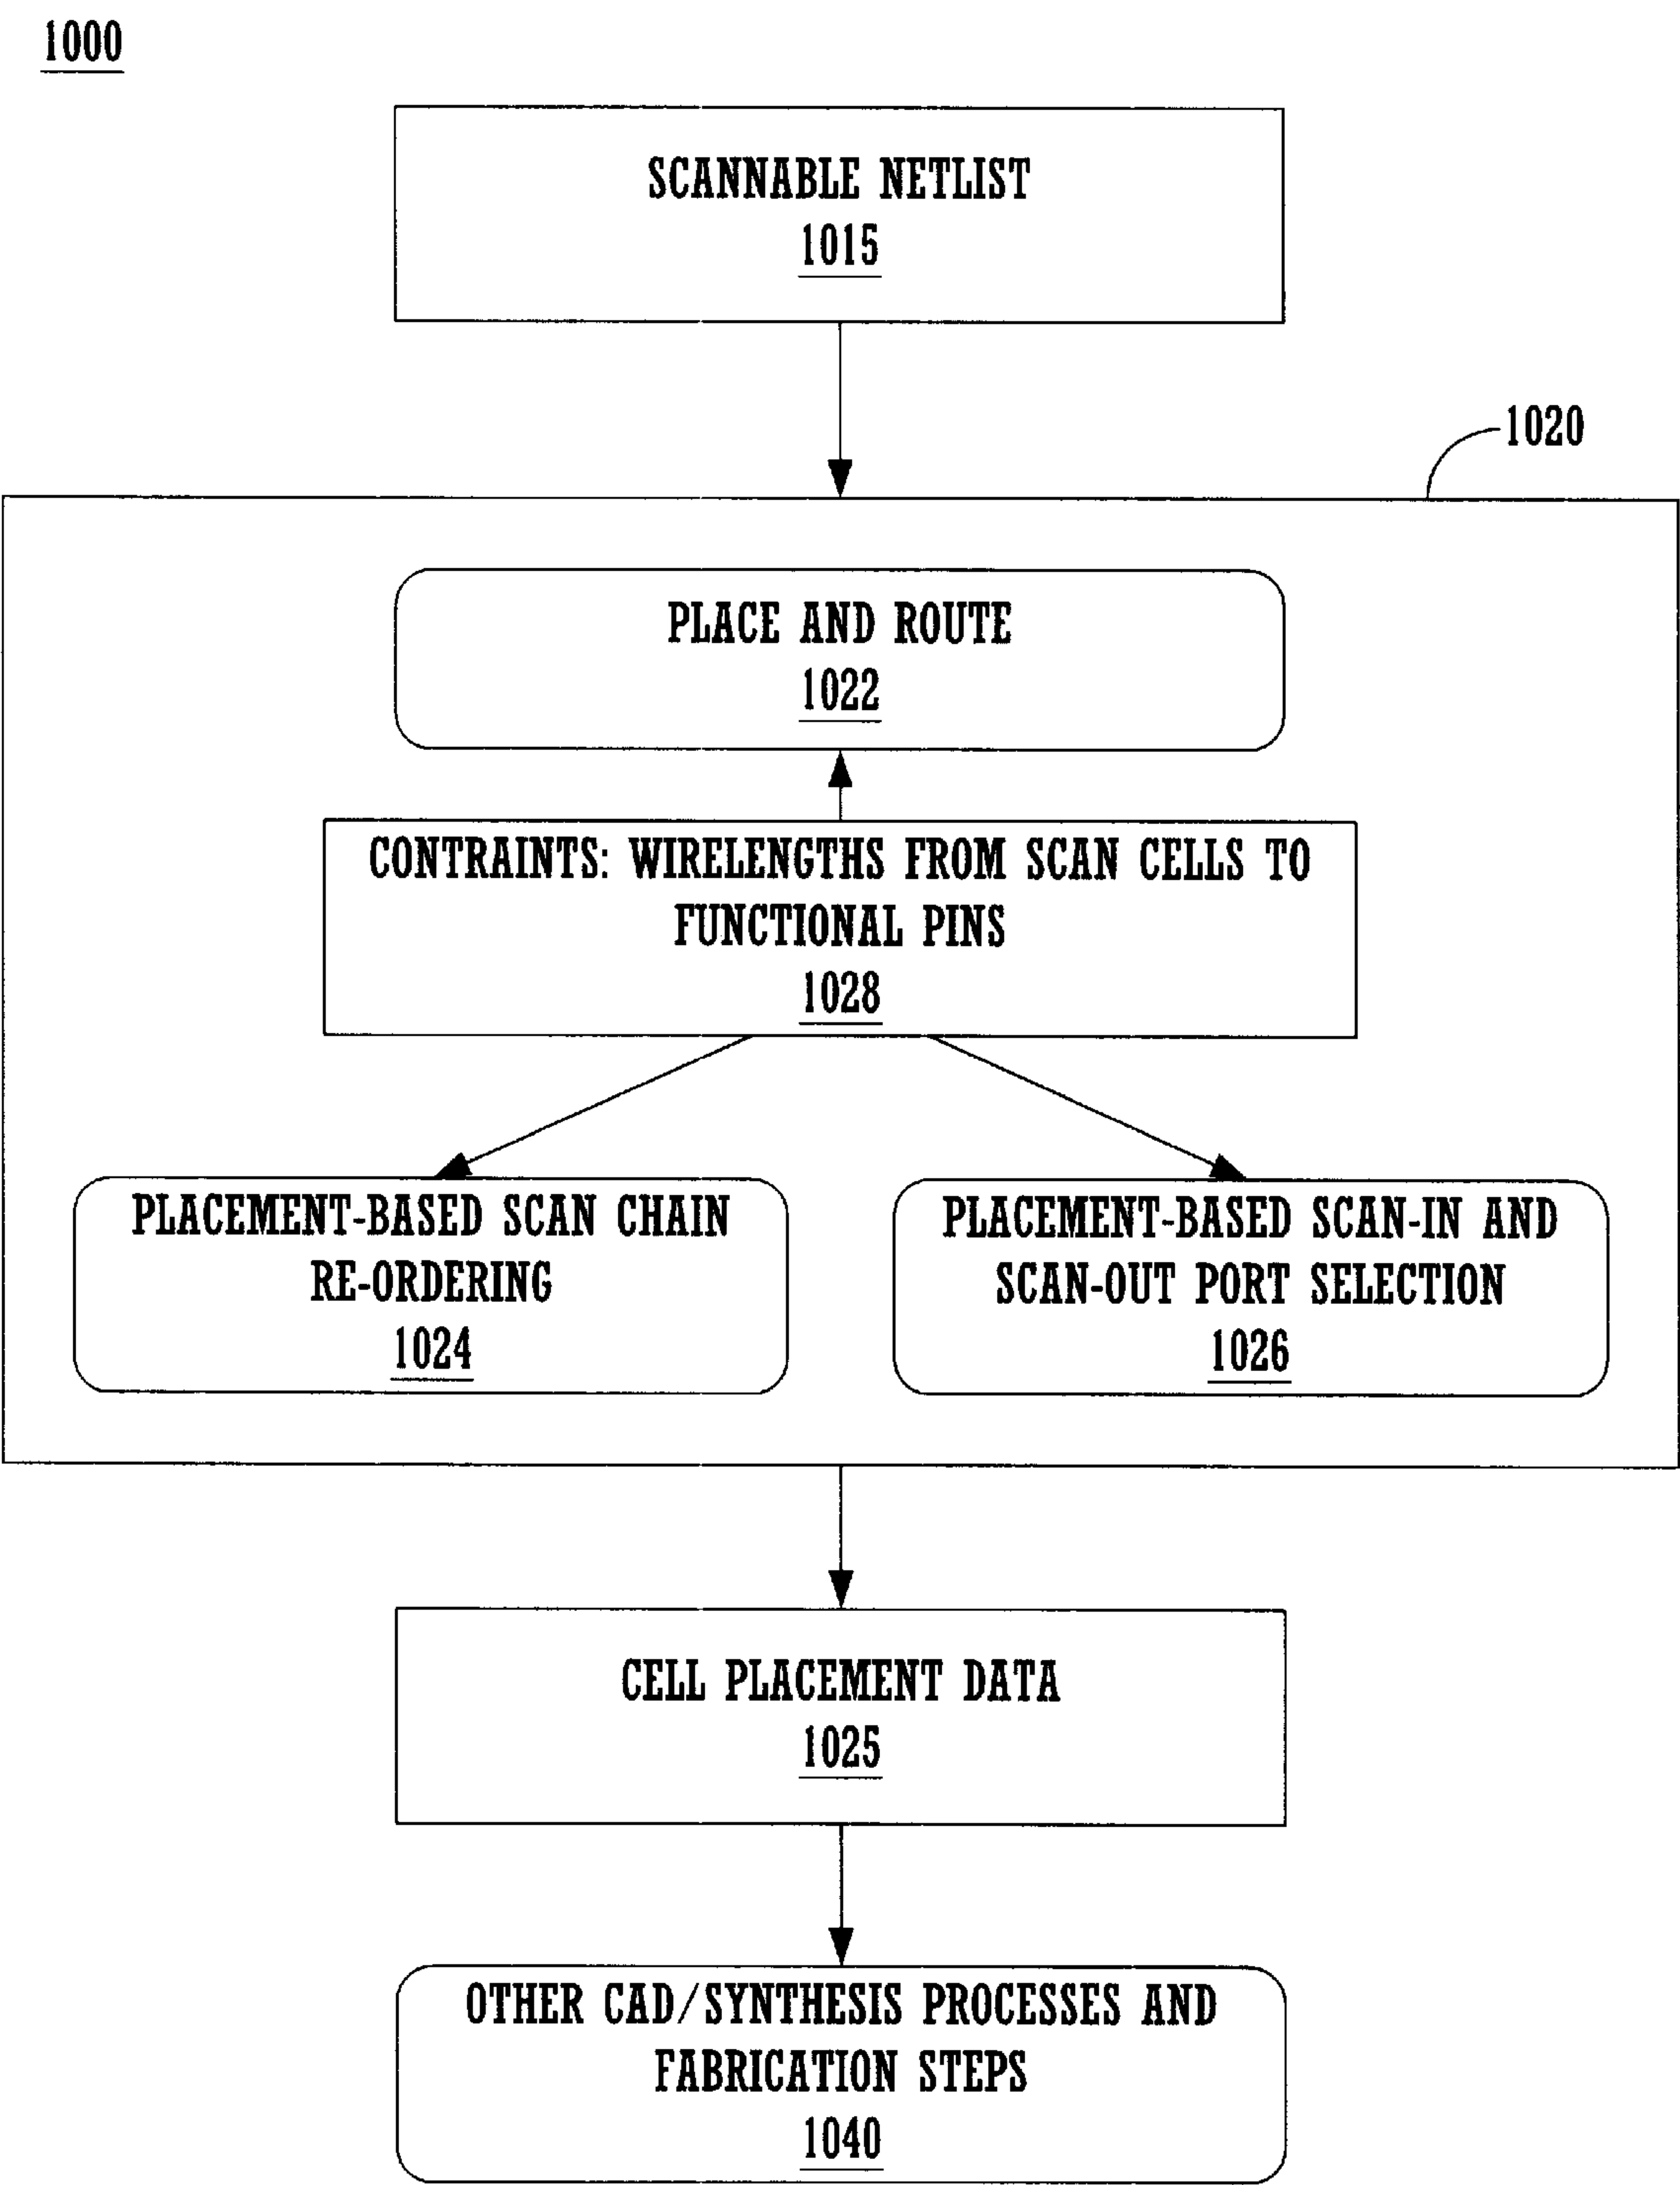 1000
SCANNABLE NETLIST
1015
1020
PLACE AND ROUTE
1022
CONTRAINTS: WIRELENGTHS FROM SCAN CELLS TO
FUNCTIONAL PINS
1028
PLACEMENT-BASED SCAN CHAIN
RE-ORDERING
1024
PLACEMENT-BASED SCAN-IN AND
SCAN-OUT PORT SELECTION
1026
CELL PLACEMENT DATA
1025
OTHER CAD/SYNTHESIS PROCESSES AND
FABRICATION STEPS
1040